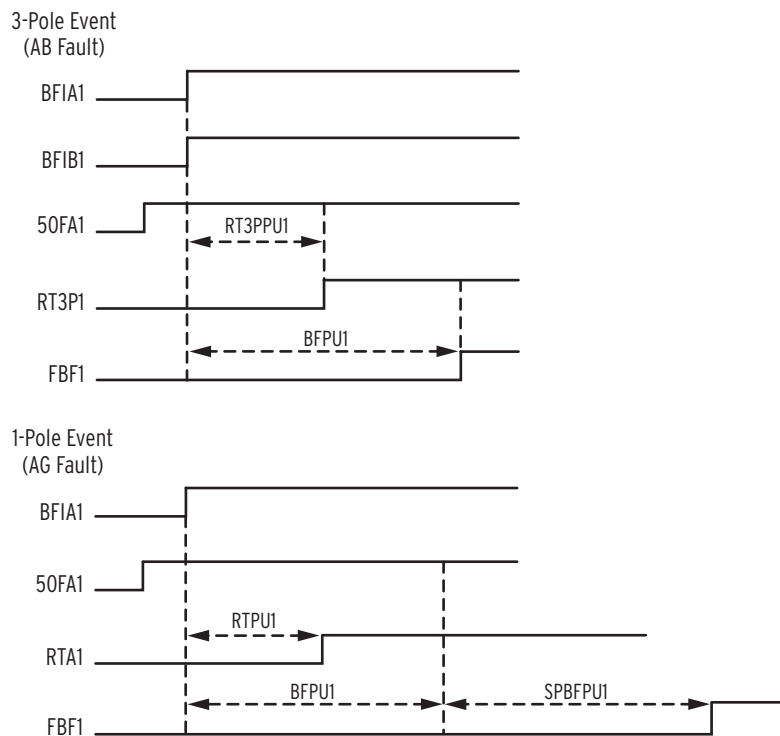 3-Pole Event
(AB Fault)
BFIA1
BFIB1
50FA1
RT3PPU1
RT3P1
BFPU1
FBF1
1-Pole Event
(AG Fault)
BFIA1
50FA1
RTPU1
RTA1
BFPU1 SPBFPU1
FBF1